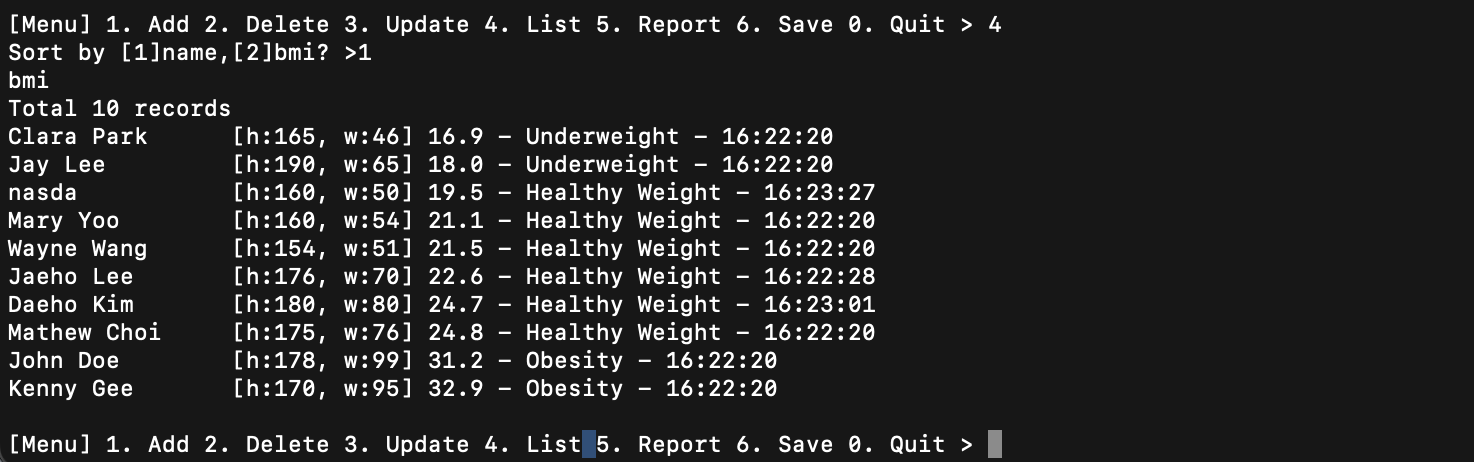 [Menu] 1. Add 2. Delete 3. Update 4. List 5. Report 6. Save 0. Quit > 4
Sort by [1]name,[2]bmi? >1
bmi
Total 10 records
Clara Park      [h:165, w:46] 16.9 - Underweight - 16:22:20
Jay Lee         [h:190, w:65] 18.0 - Underweight - 16:22:20
nasda           [h:160, w:50] 19.5 - Healthy Weight - 16:23:27
Mary Yoo        [h:160, w:54] 21.1 - Healthy Weight - 16:22:20
Wayne Wang      [h:154, w:51] 21.5 - Healthy Weight - 16:22:20
Jaeho Lee       [h:176, w:70] 22.6 - Healthy Weight - 16:22:28
Daeho Kim       [h:180, w:80] 24.7 - Healthy Weight - 16:23:01
Mathew Choi     [h:175, w:76] 24.8 - Healthy Weight - 16:22:20
John Doe        [h:178, w:99] 31.2 - Obesity - 16:22:20
Kenny Gee       [h:170, w:95] 32.9 - Obesity - 16:22:20
[Menu] 1. Add 2. Delete 3. Update 4. List 5. Report 6. Save 0. Quit >